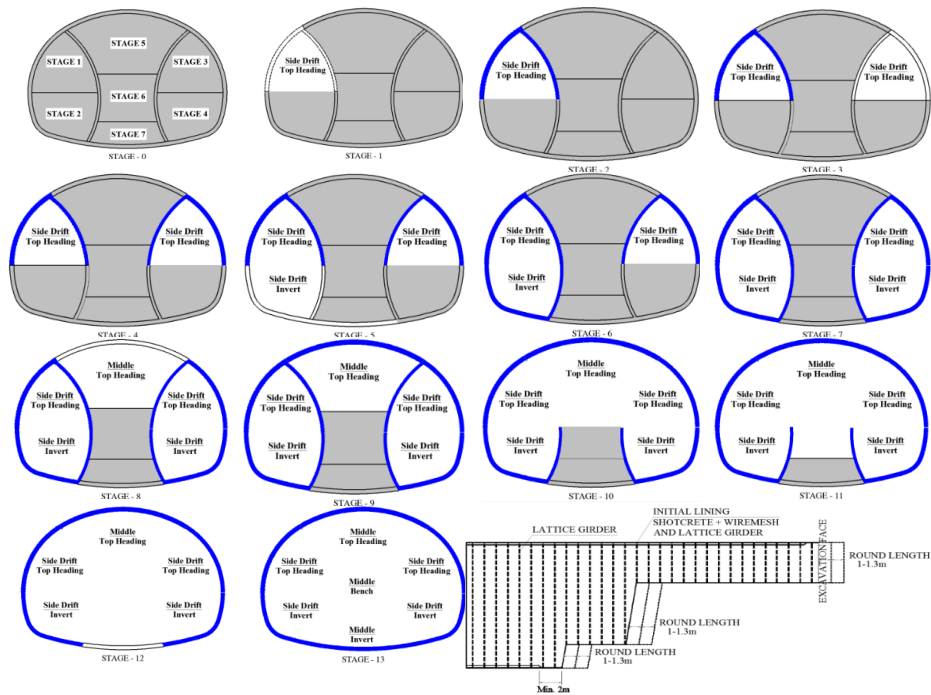 STAGE 5
STAGE 1
STAGE 3
STAGE 6
STAGE 2
STAGE 4
STAGE 7
STAGE - 0
Side Drift
Top Heading
STAGE - 1
Side Drift
Top Heading
STAGE - 2
Side Drift
Top Heading
Side Drift
Top Heading
STAGE - 3
Side Drift
Top Heading
Side Drift
Top Heading
STAGE - 4
Side Drift
Top Heading
Side Drift
Top Heading
Side Drift
Invert
STAGE - 5
Side Drift
Top Heading
Side Drift
Top Heading
Side Drift
Invert
STAGE - 6
Side Drift
Top Heading
Side Drift
Top Heading
Side Drift
Invert
Side Drift
Invert
STAGE - 7
Middle
Top Heading
Side Drift
Top Heading
Side Drift
Top Heading
Side Drift
Invert
Side Drift
Invert
STAGE - 8
Middle
Top Heading
Side Drift
Top Heading
Side Drift
Top Heading
Side Drift
Invert
Side Drift
Invert
STAGE - 9
Middle
Top Heading
Side Drift
Top Heading
Side Drift
Top Heading
Side Drift
Invert
Side Drift
Invert
STAGE - 10
Middle
Top Heading
Side Drift
Top Heading
Side Drift
Top Heading
Side Drift
Invert
Side Drift
Invert
STAGE - 11
Middle
Top Heading
Side Drift
Top Heading
Side Drift
Top Heading
Side Drift
Invert
Side Drift
Invert
STAGE - 12
Middle
Top Heading
Side Drift
Top Heading
Side Drift
Top Heading
Middle
Bench
Side Drift
Invert
Side Drift
Invert
Middle
Invert
STAGE - 13
LATTICE GIRDER
INITIAL LINING
SHOTCRETE + WIREMESH
AND LATTICE GIRDER
EXCAVATION FACE
ROUND LENGTH
1-1.3m
ROUND LENGTH
1-1.3m
ROUND LENGTH
1-1.3m
Min. 2m